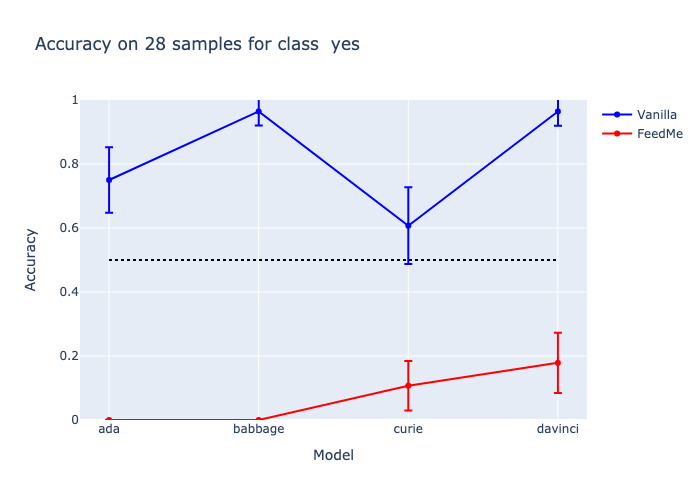 Accuracy on 28 samples for class  yes
Vanilla
FeedMe
1
0.8
0.6
0.4
0.2
0
Accuracy
ada
babbage
curie
davinci
Model